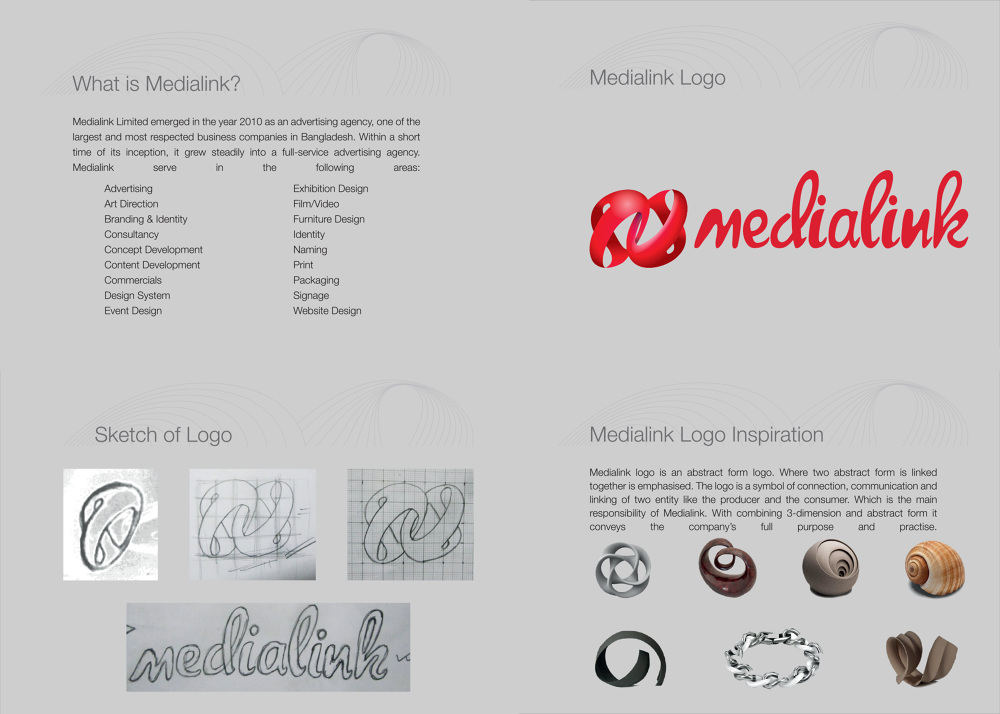 What is Medialink?
Medialink Limited emerged in the year 2010 as an advertising agency, one of the
largest and most respected business companies in Bangladesh. Within a short
time of its inception, it grew steadily into a full-service advertising agency.
Medialink serve in the following areas:
Advertising
Art Direction
Branding & Identity
Consultancy
Concept Development
Content Development
Commercials
Design System
Event Design
Exhibition Design
Film/Video
Furniture Design
Identity
Naming
Print
Packaging
Signage
Website Design
Medialink Logo
medialink
Sketch of Logo
medialink
Medialink Logo Inspiration
Medialink logo is an abstract form logo. Where two abstract form is linked
together is emphasised. The logo is a symbol of connection, communication and
linking of two entity like the producer and the consumer. Which is the main
responsibility of Medialink. With combining 3-dimension and abstract form it
conveys the company's full purpose and practise.